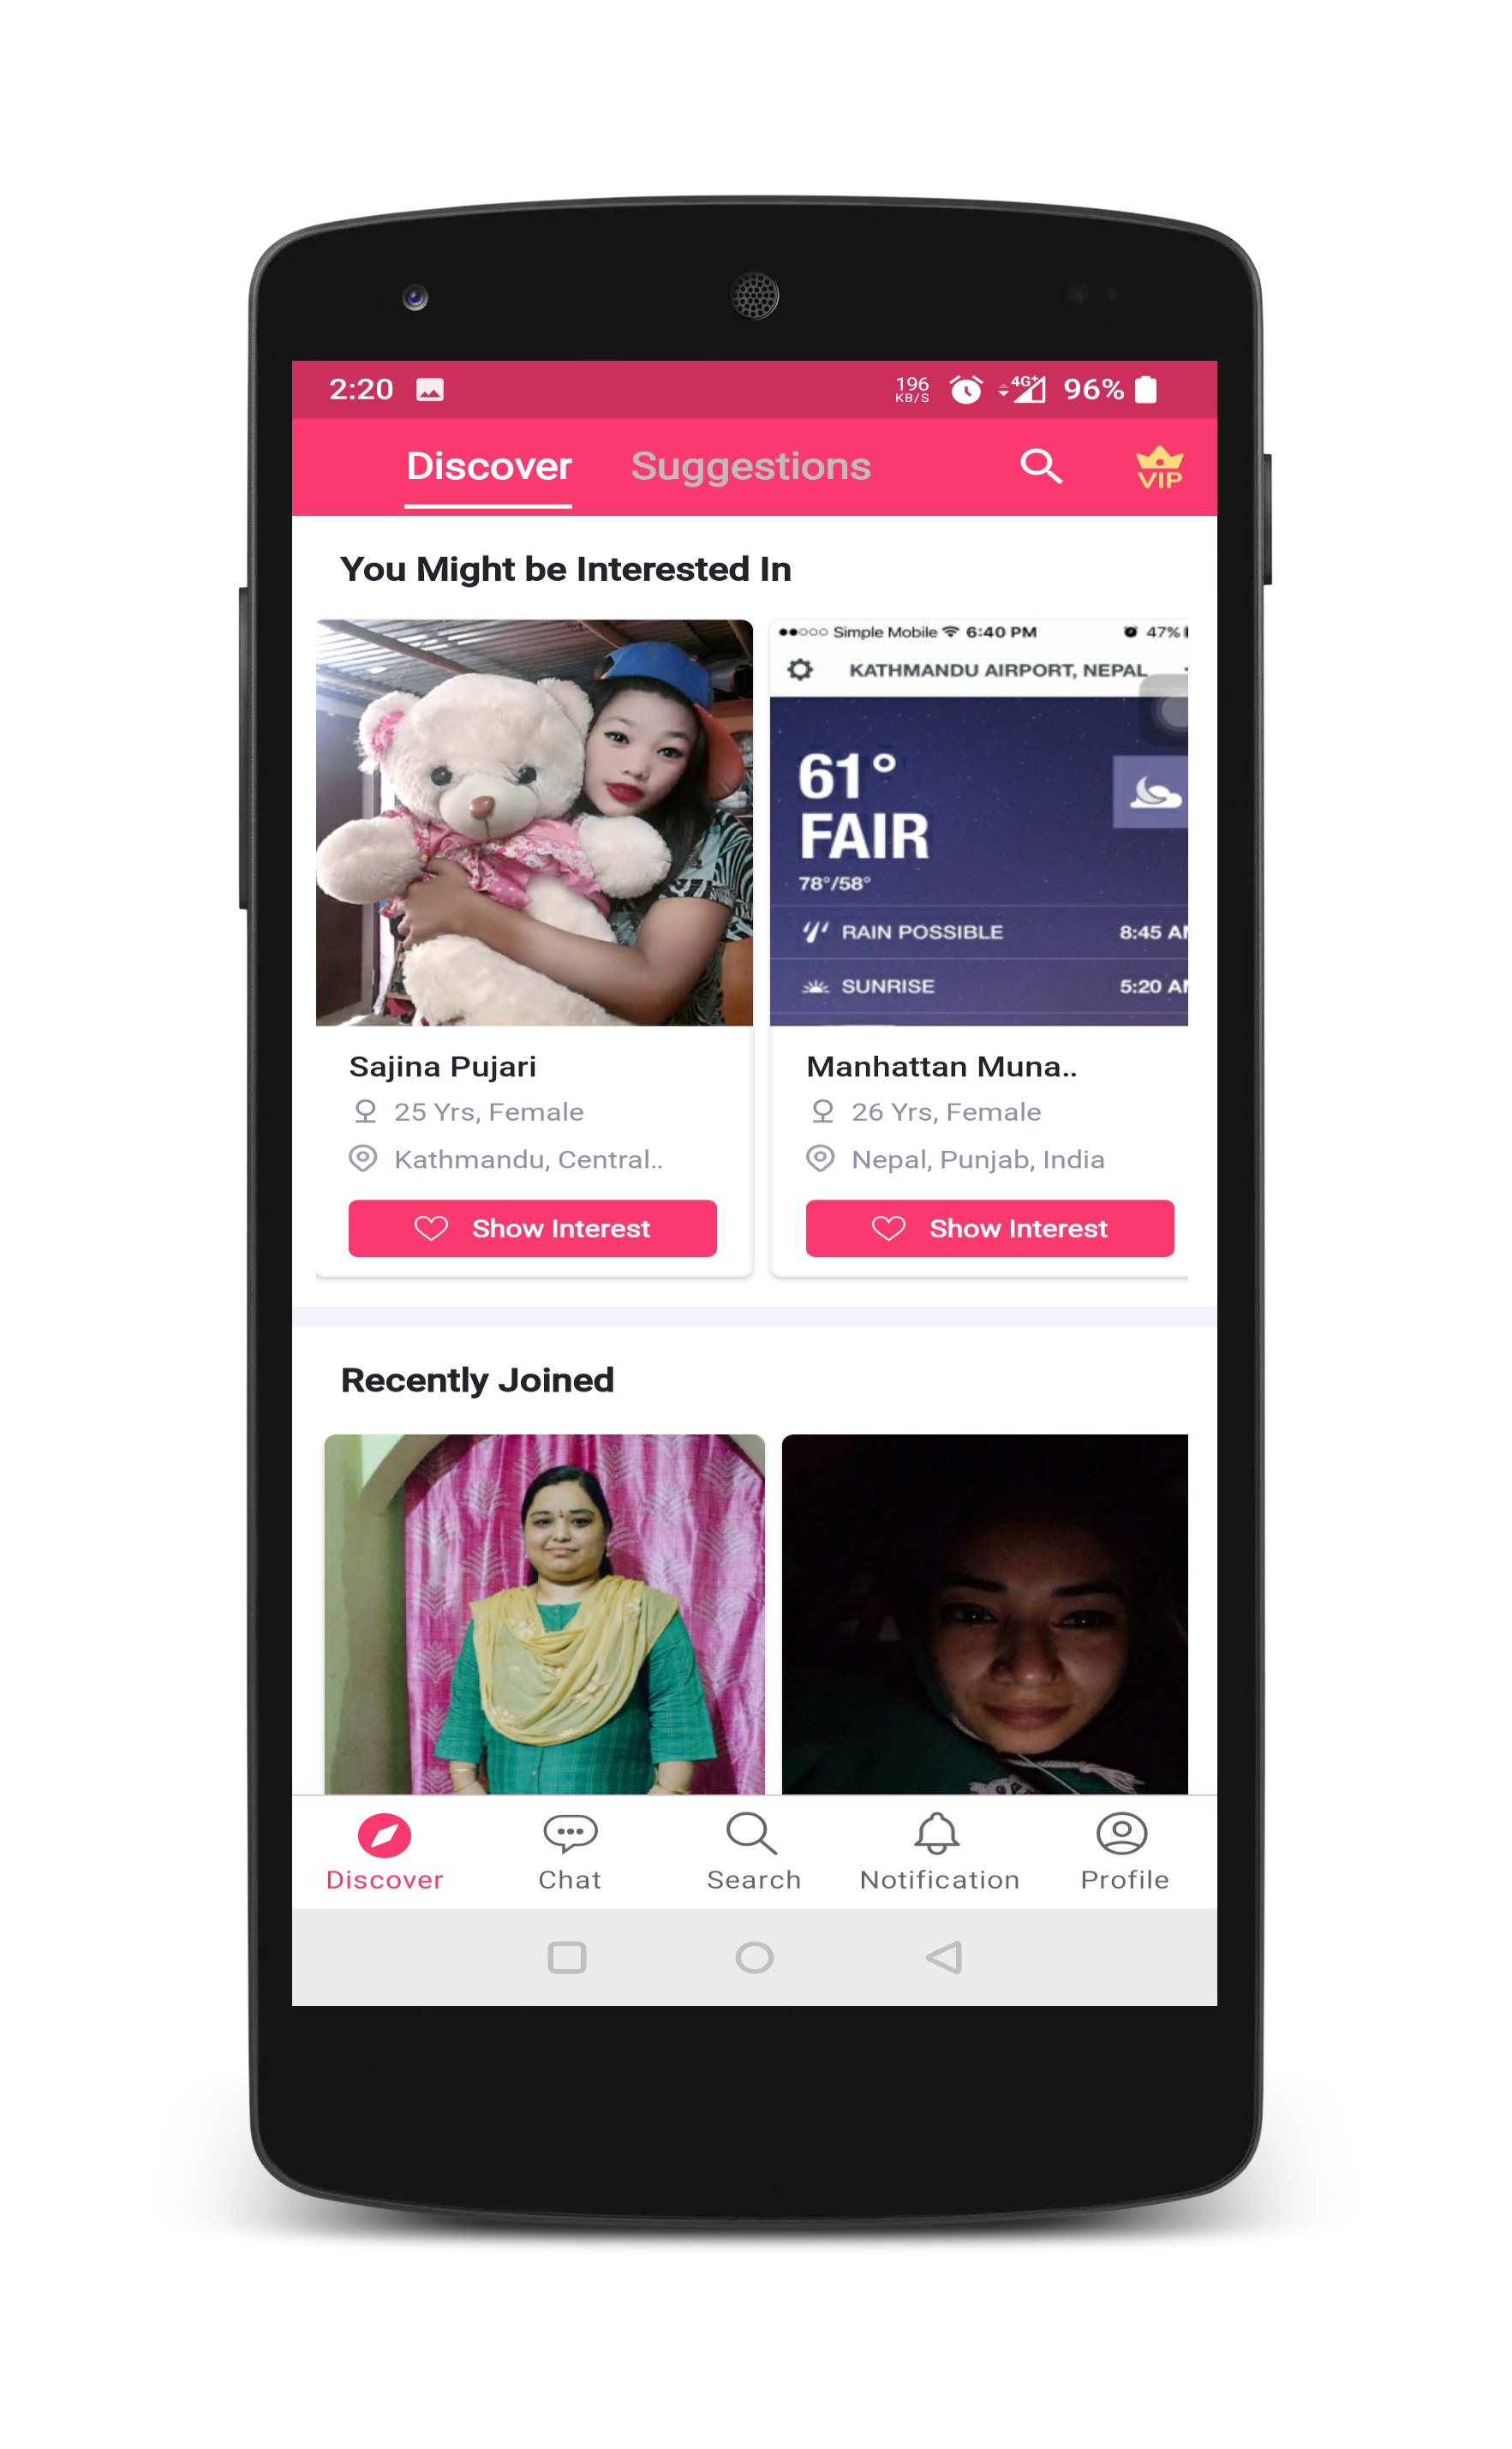 2:20 196 KB/S 4G+ 96%
Discover Suggestions VIP
You Might be Interested In
Simple Mobile 6:40 PM 47%
KATHMANDU AIRPORT, NEPAL
61°
FAIR
78°/58°
RAIN POSSIBLE 8:45 A
SUNRISE 5:20 A
Sajina Pujari
25 Yrs, Female
Kathmandu, Central..
Show Interest
Manhattan Muna..
26 Yrs, Female
Nepal, Punjab, India
Show Interest
Recently Joined
Discover Chat Search Notification Profile